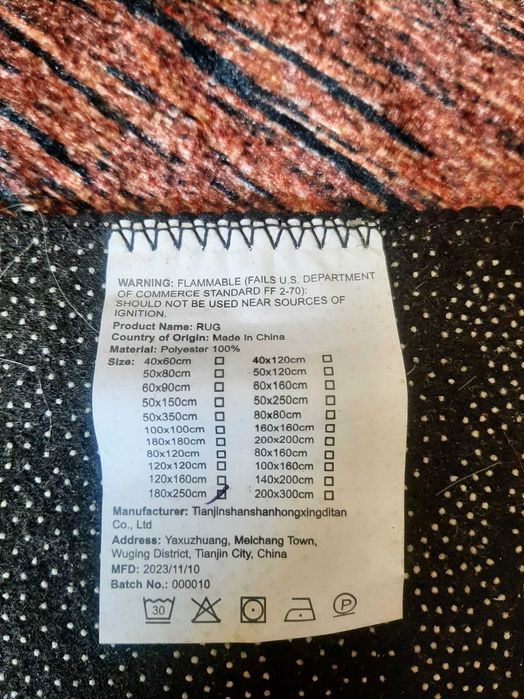 WARNING: FLAMMABLE (FAILS U.S. DEPARTMENT
OF COMMERCE STANDARD FF 2-70):
SHOULD NOT BE USED NEAR SOURCES OF
IGNITION.
Product Name: RUG
Country of Origin: Made In China
Material: Polyester 100%
Size: 40x60cm 40x120cm
50x80cm 50x120cm
60x90cm 60x160cm
50x150cm 50x250cm
50x350cm 80x80cm
100x100cm 160x160cm
180x180cm 200x200cm
80x120cm 80x160cm
120x120cm 100x160cm
120x160cm 140x200cm
180x250cm 200x300cm
Manufacturer: Tianjinshanshanhongxingditan
Co., Ltd
Address: Yaxuzhuang, Meichang Town,
Wuging District, Tianjin City, China
MFD: 2023/11/10
Batch No.: 000010
30 P